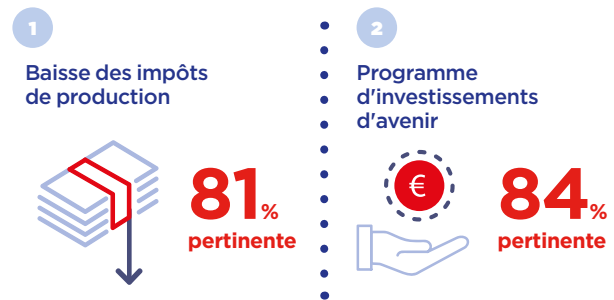 1
Baisse des impôts
de production
81%
pertinente
2
Programme
d'investissements
d'avenir
€
84%
pertinente